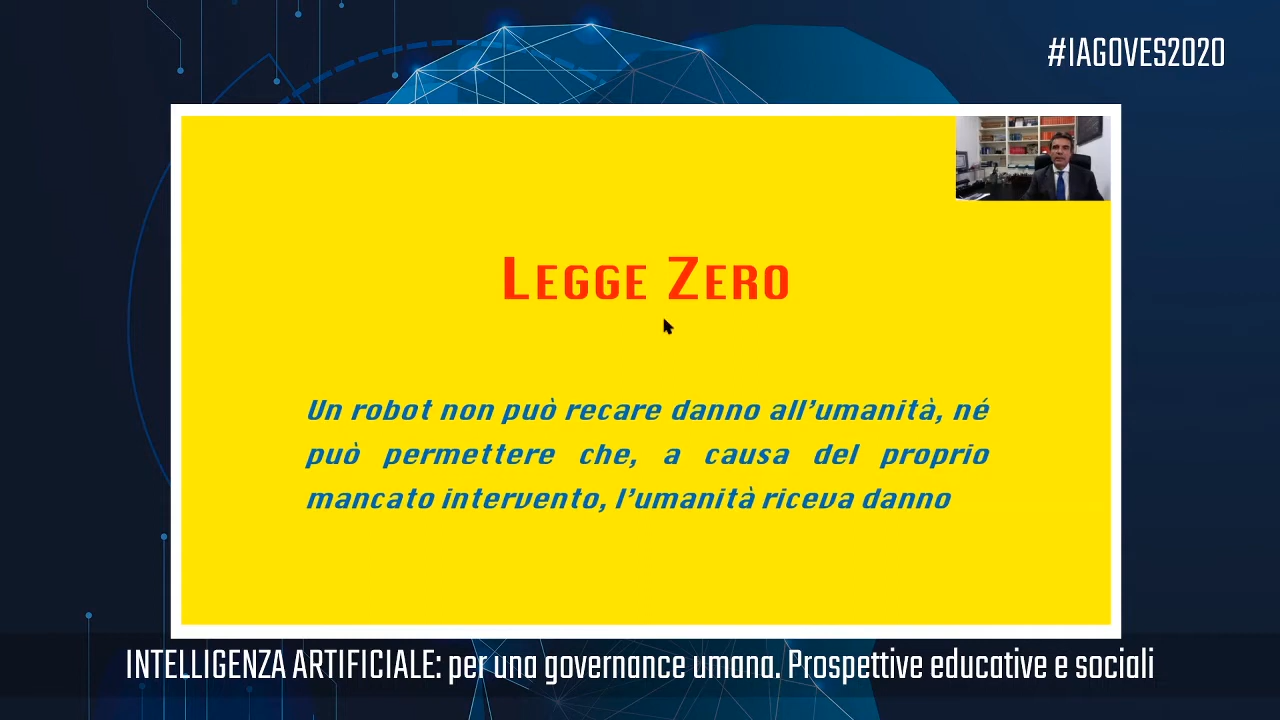 #IAGOVES2020
LEGGE ZERO
Un robot non può recare danno all’umanità, né
può permettere che, a causa del proprio
mancato intervento, l’umanità riceva danno
INTELLIGENZA ARTIFICIALE: per una governance umana. Prospettive educative e sociali